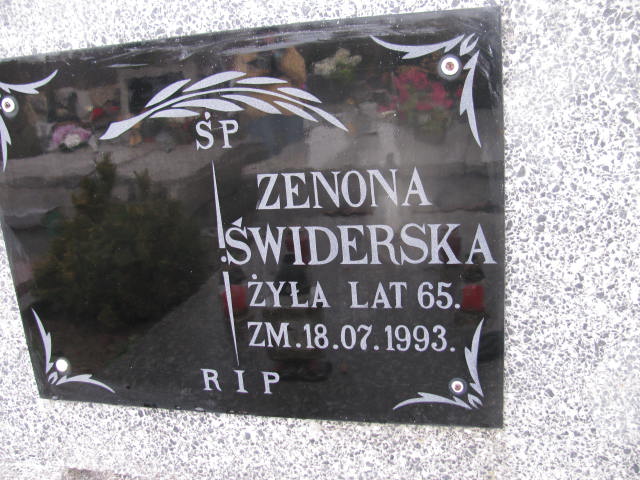 ŚP
ZENONA
ŚWIDERSKA
ŻYŁA LAT 65.
ZM.18.07.1993.
RIP